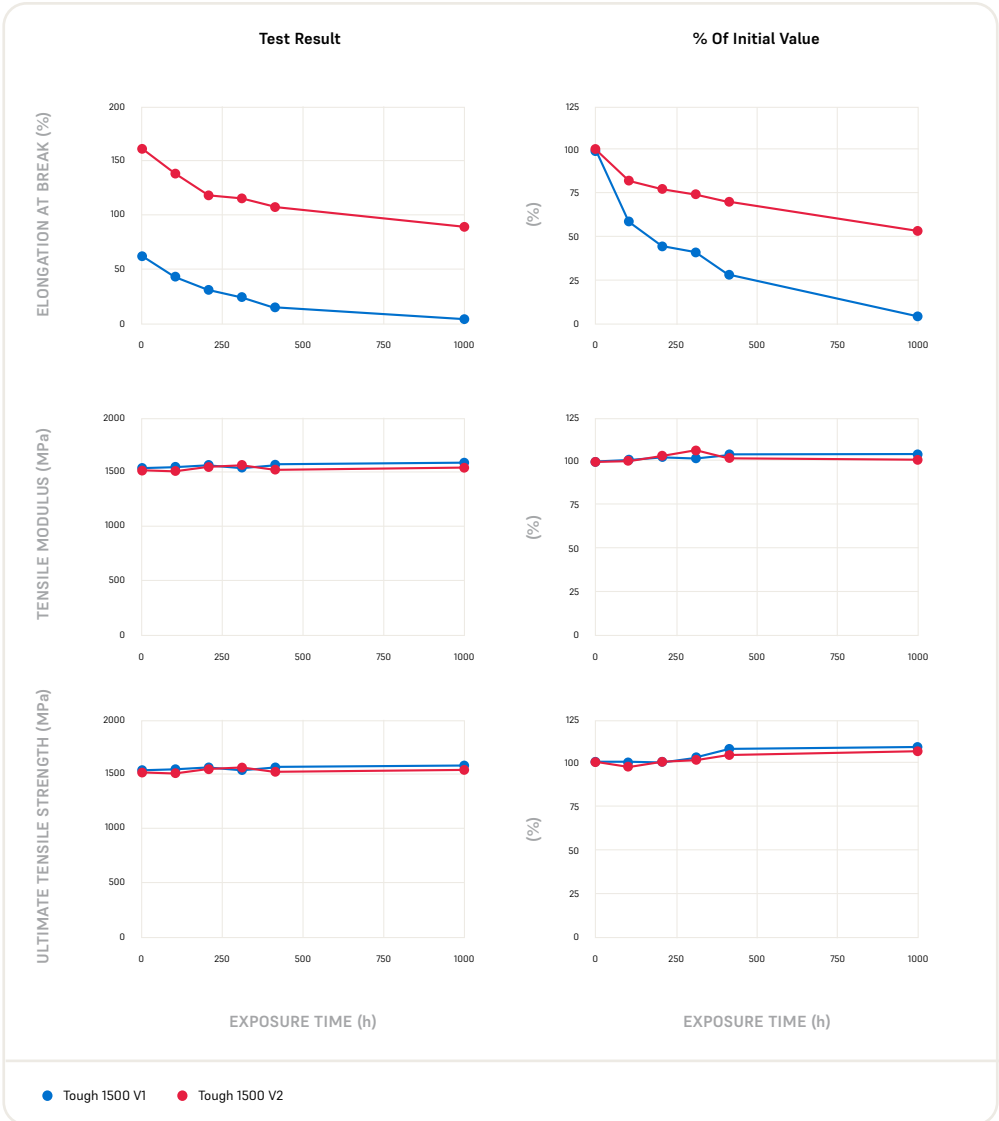 Test Result
% Of Initial Value
ELONGATION AT BREAK (%)
200
150
100
50
0
0 250 500 750 1000
(%)
125
100
75
50
25
0
0 250 500 750 1000
TENSILE MODULUS (MPa)
2000
1500
1000
500
0
0 250 500 750 1000
(%)
125
100
75
50
25
0
0 250 500 750 1000
ULTIMATE TENSILE STRENGTH (MPa)
2000
1500
1000
500
0
0 250 500 750 1000
(%)
125
100
75
50
25
0
0 250 500 750 1000
EXPOSURE TIME (h)
EXPOSURE TIME (h)
Tough 1500 V1
Tough 1500 V2